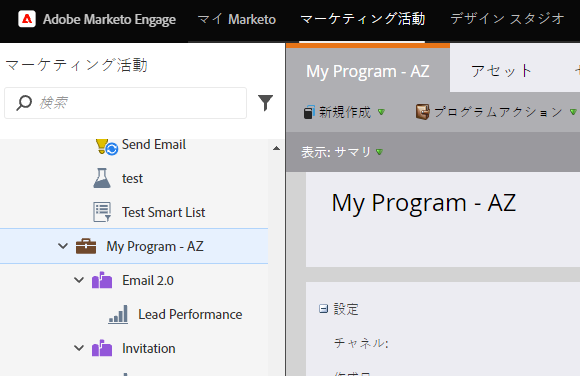 Adobe Marketo Engage マイ Marketo マーケティング活動 デザイン スタジオ
マーケティング活動
検索
Send Email
test
Test Smart List
My Program - AZ
Email 2.0
Lead Performance
Invitation
My Program - AZ アセット
新規作成 プログラムアクション
表示: サマリ
My Program - AZ
設定
チャネル: